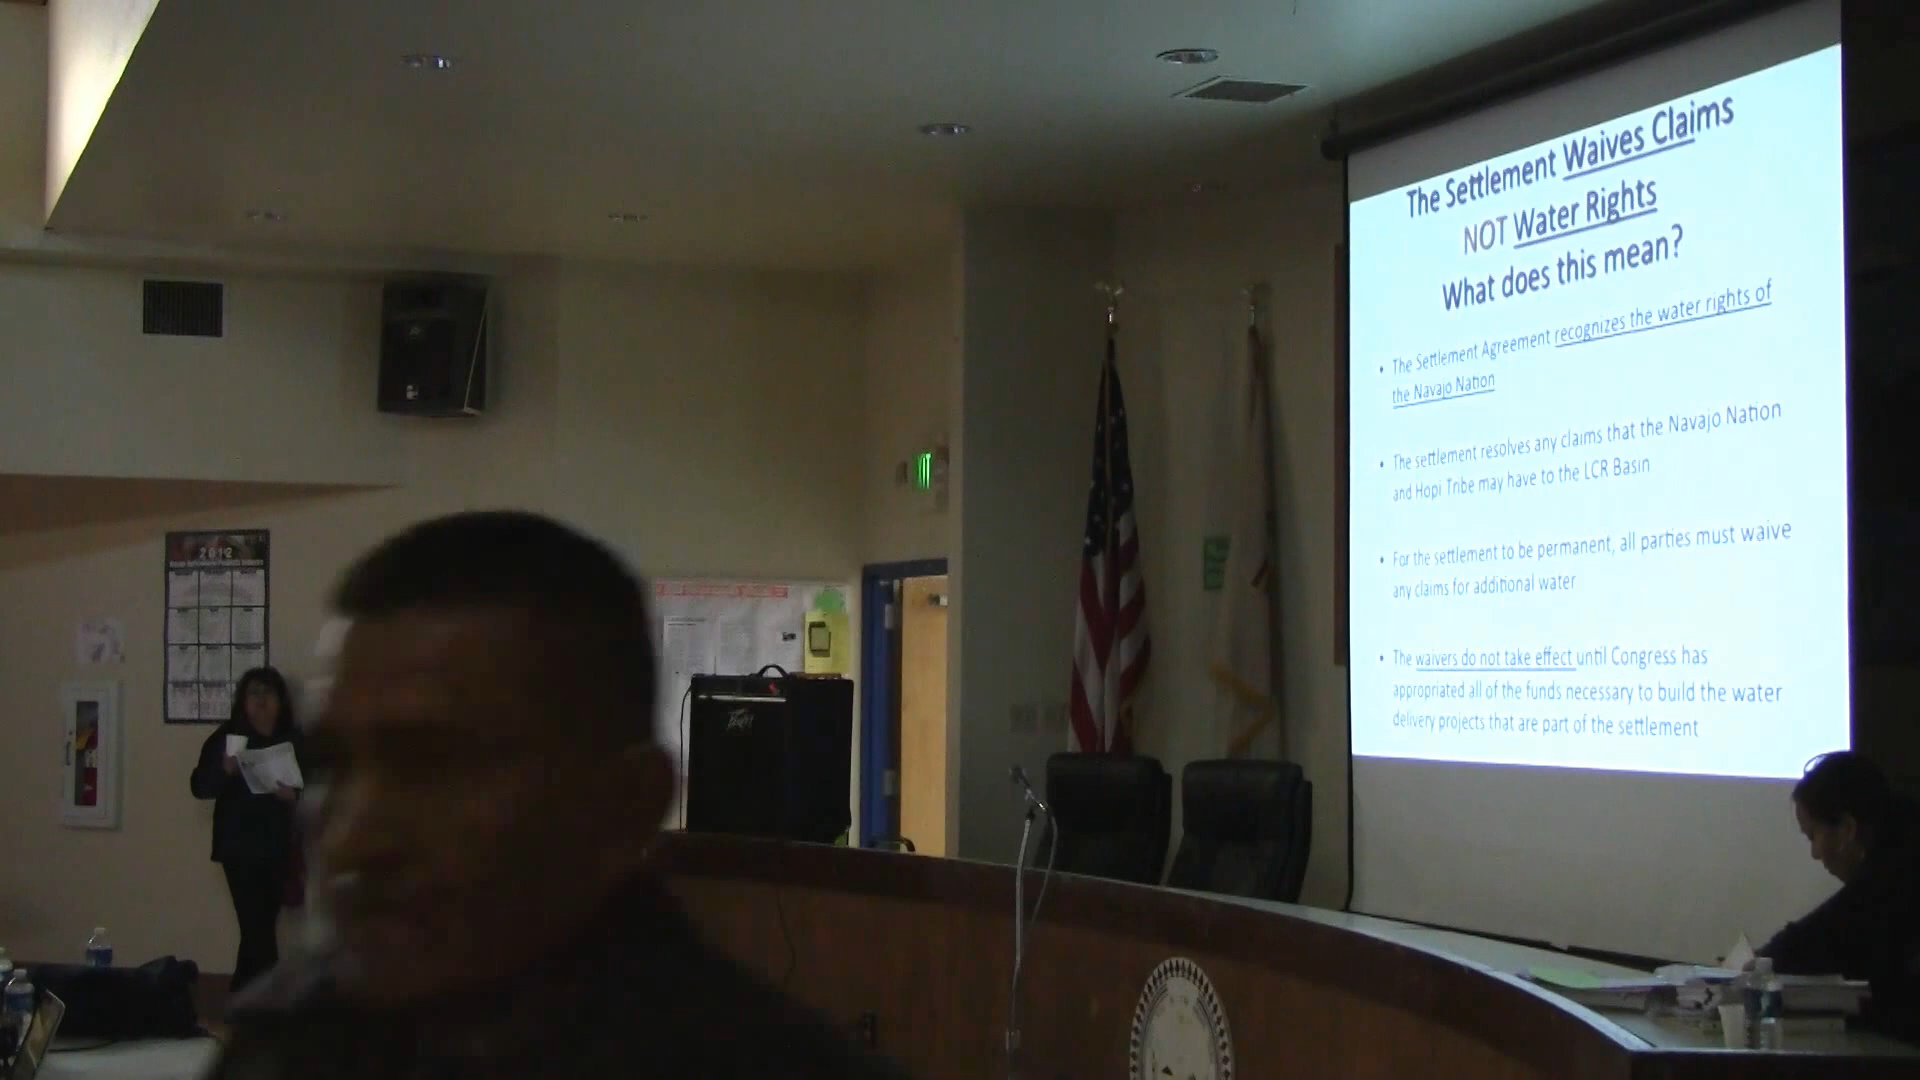 The Settlement Waives Claims
NOT Water Rights
What does this mean?
• The Settlement Agreement recognizes the water rights of
the Navajo Nation
• The settlement resolves any claims that the Navajo Nation
and Hopi Tribe may have to the LCR Basin
• For the settlement to be permanent, all parties must waive
any claims for additional water
• The waivers do not take effect until Congress has
appropriated all of the funds necessary to build the water
delivery projects that are part of the settlement
2012
PEAVEY